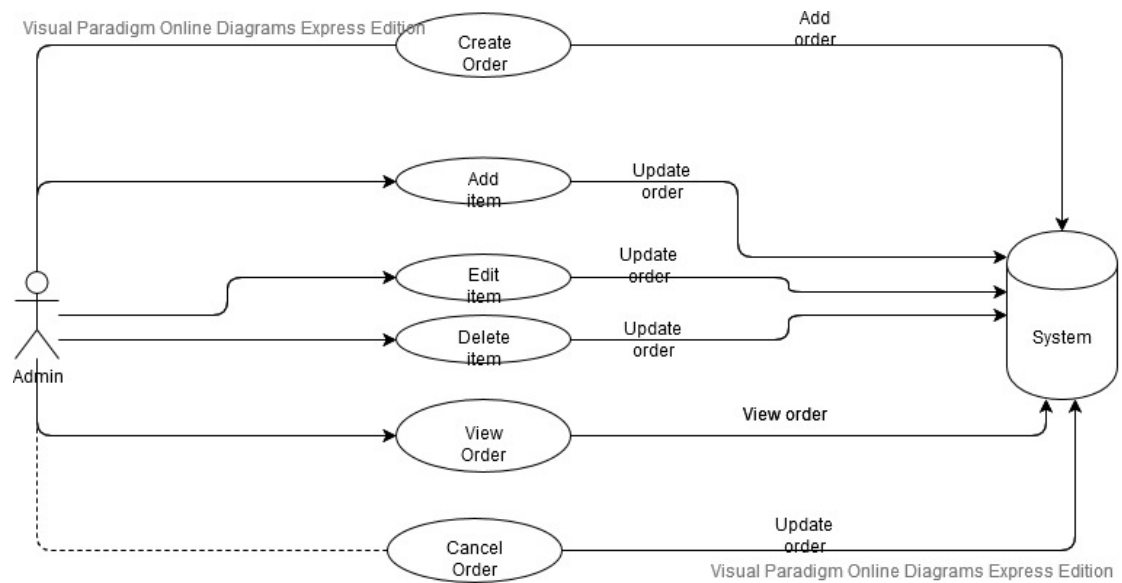 Visual Paradigm Online Diagrams Express Edition
Create
Order
Add
order
Add
item
Update
order
Edit
item
Update
order
Delete
item
Update
order
System
Admin
View
Order
View order
Cancel
Order
Update
order
Visual Paradigm Online Diagrams Express Edition